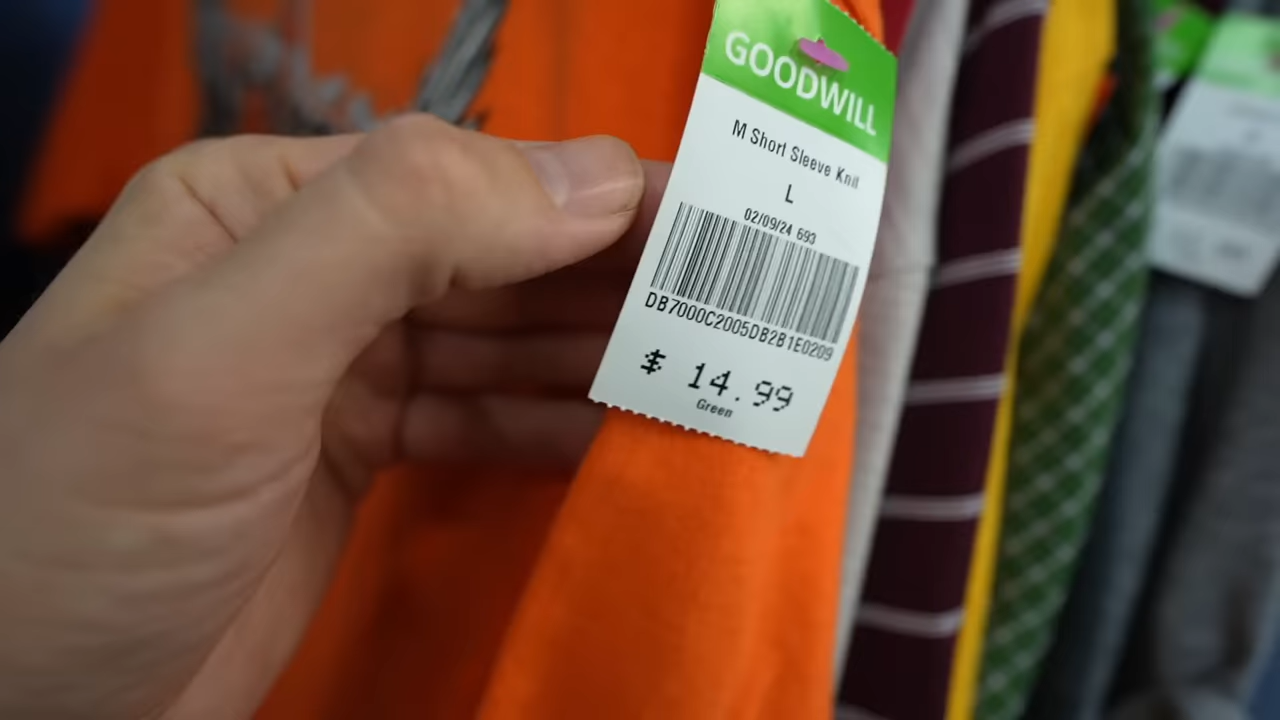 GOODWILL
M Short Sleeve Knit
L
02/09/24 693
DB7000C2005DB2B1E0209
$ 14.99
Green